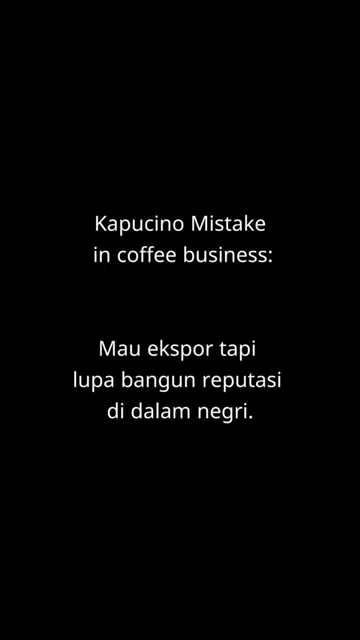 Kapucino Mistake
in coffee business:
Mau ekspor tapi
lupa bangun reputasi
di dalam negri.